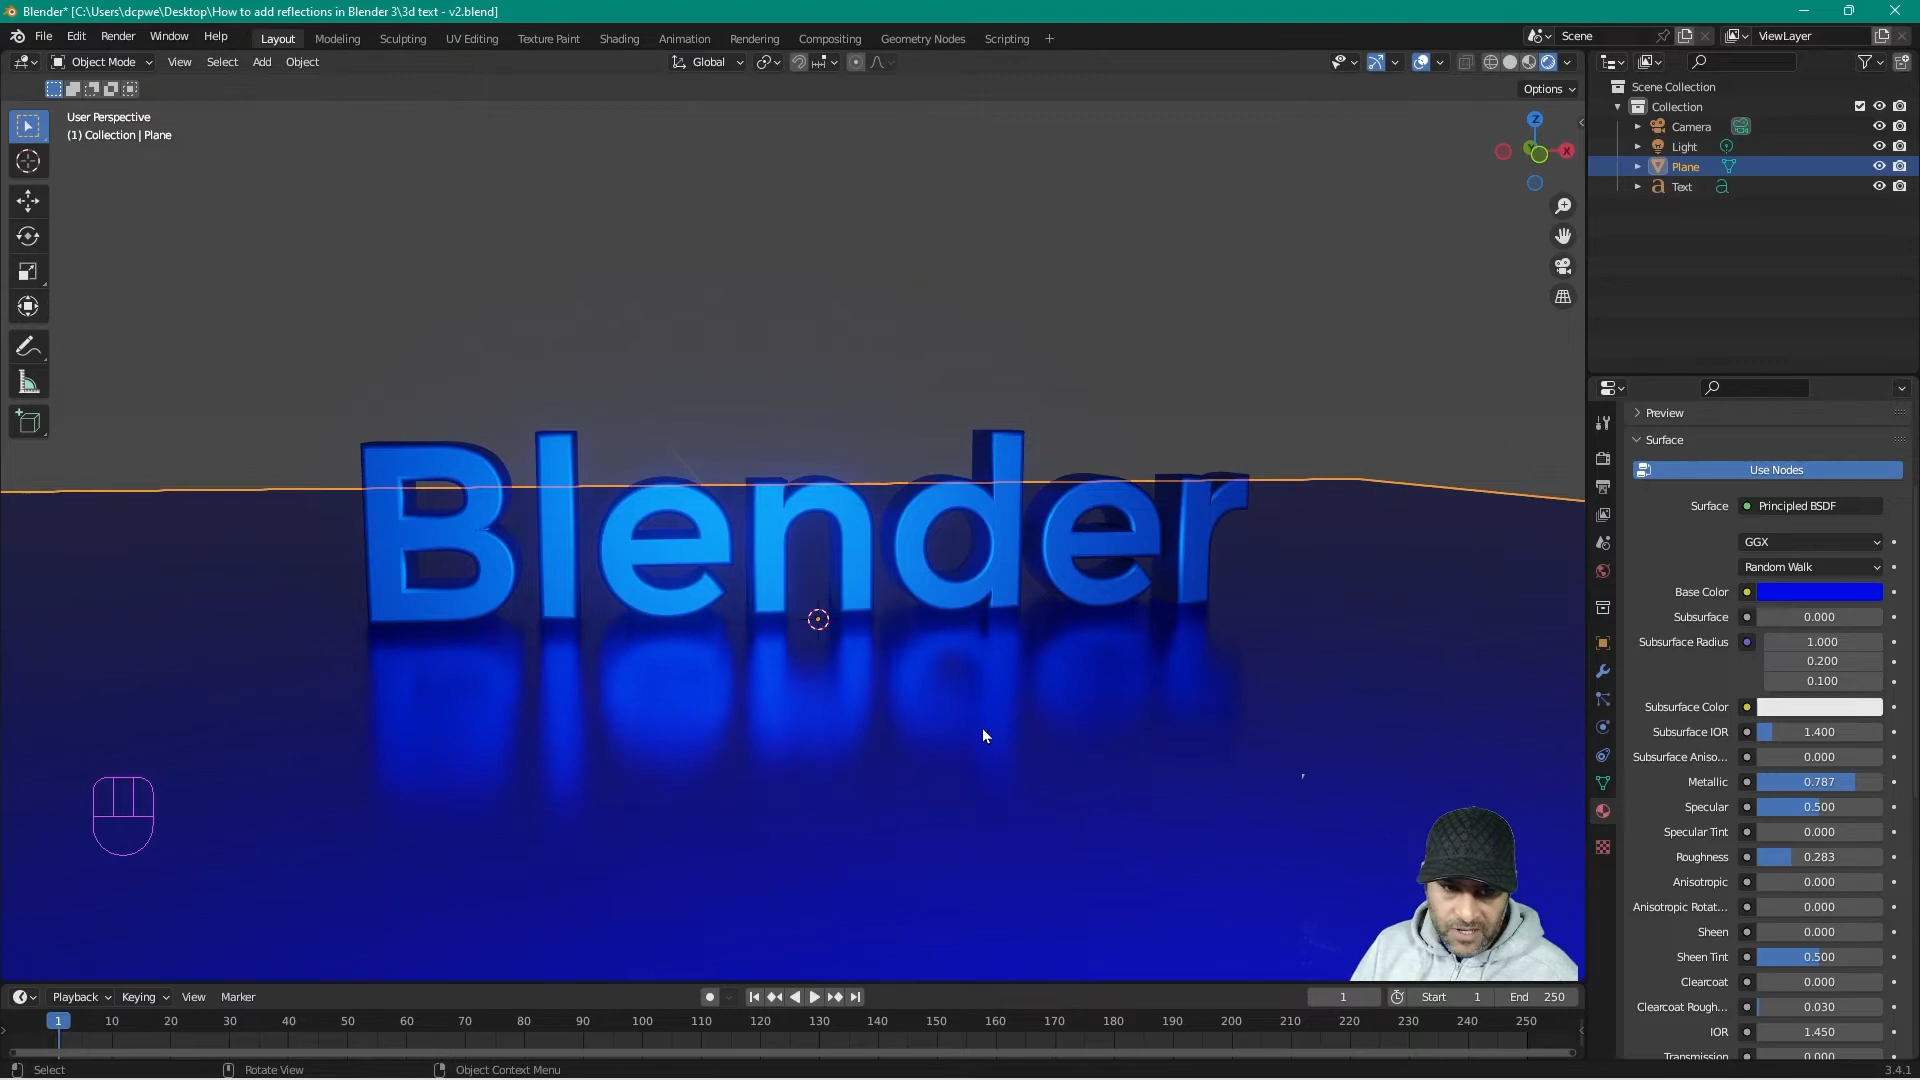 Blender* [C:\Users\dcpwe\Desktop\How to add reflections in Blender 3\3d text - v2.blend]
File Edit Render Window Help Layout Modeling Sculpting UV Editing Texture Paint Shading Animation Rendering Compositing Geometry Nodes Scripting + Scene ViewLayer
Object Mode View Select Add Object Global
Options
User Perspective
(1) Collection | Plane
Z
X
Blender
Scene Collection
Collection
Camera
Light
Plane
Text
Preview
Surface
Use Nodes
Surface Principled BSDF
GGX
Random Walk
Base Color
Subsurface 0.000
Subsurface Radius 1.000
0.200
0.100
Subsurface Color
Subsurface IOR 1.400
Subsurface Aniso... 0.000
Metallic 0.787
Specular 0.500
Specular Tint 0.000
Roughness 0.283
Anisotropic 0.000
Anisotropic Rotat... 0.000
Sheen 0.000
Sheen Tint 0.500
Clearcoat 0.000
Clearcoat Rough... 0.030
IOR 1.450
Transmission 0.000
Playback Keying View Marker 1 Start 1 End 250
1 10 20 30 40 50 60 70 80 90 100 110 120 130 140 150 160 170 180 190 200 210 220 230 240 250
Select Rotate View Object Context Menu 3.4.1